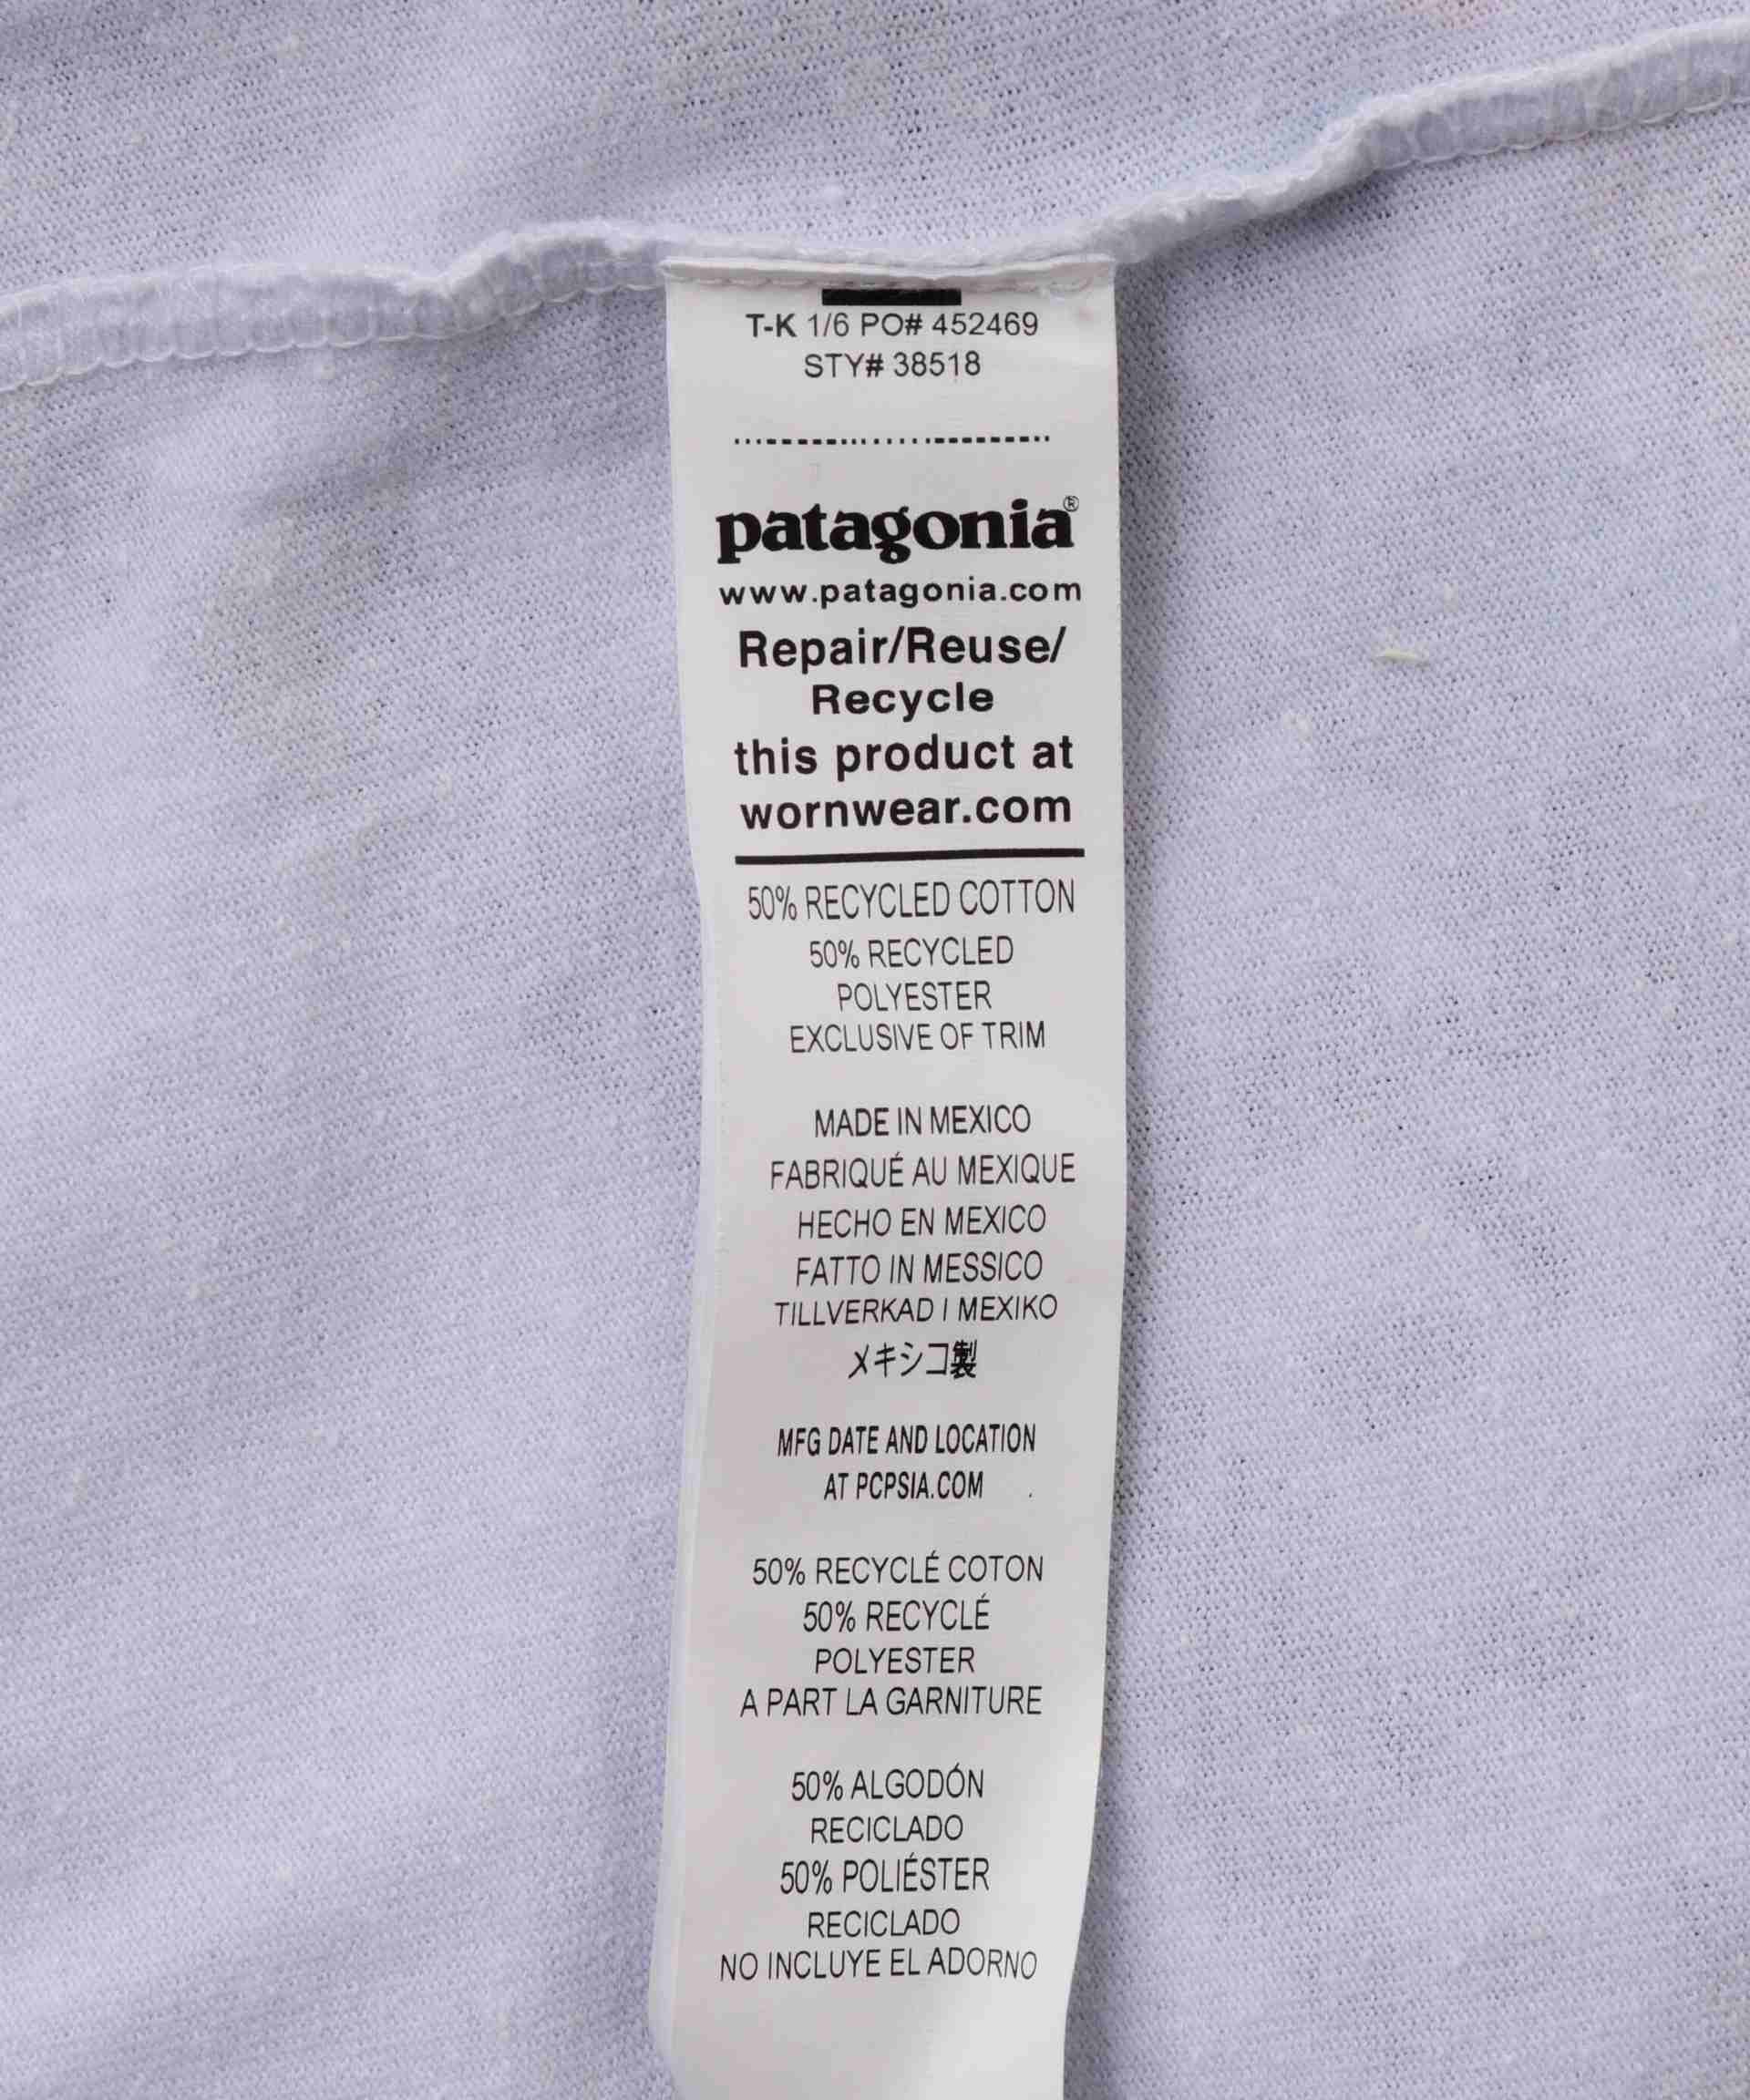 T-K 1/6 PO# 452469
STY# 38518
patagonia®
www.patagonia.com
Repair/Reuse/
Recycle
this product at
wornwear.com
50% RECYCLED COTTON
50% RECYCLED
POLYESTER
EXCLUSIVE OF TRIM
MADE IN MEXICO
FABRIQUÉ AU MEXIQUE
HECHO EN MEXICO
FATTO IN MESSICO
TILLVERKAD I MEXIKO
メキシコ製
MFG DATE AND LOCATION
AT PCPSIA.COM
50% RECYCLÉ COTON
50% RECYCLÉ
POLYESTER
A PART LA GARNITURE
50% ALGODÓN
RECICLADO
50% POLIÉSTER
RECICLADO
NO INCLUYE EL ADORNO